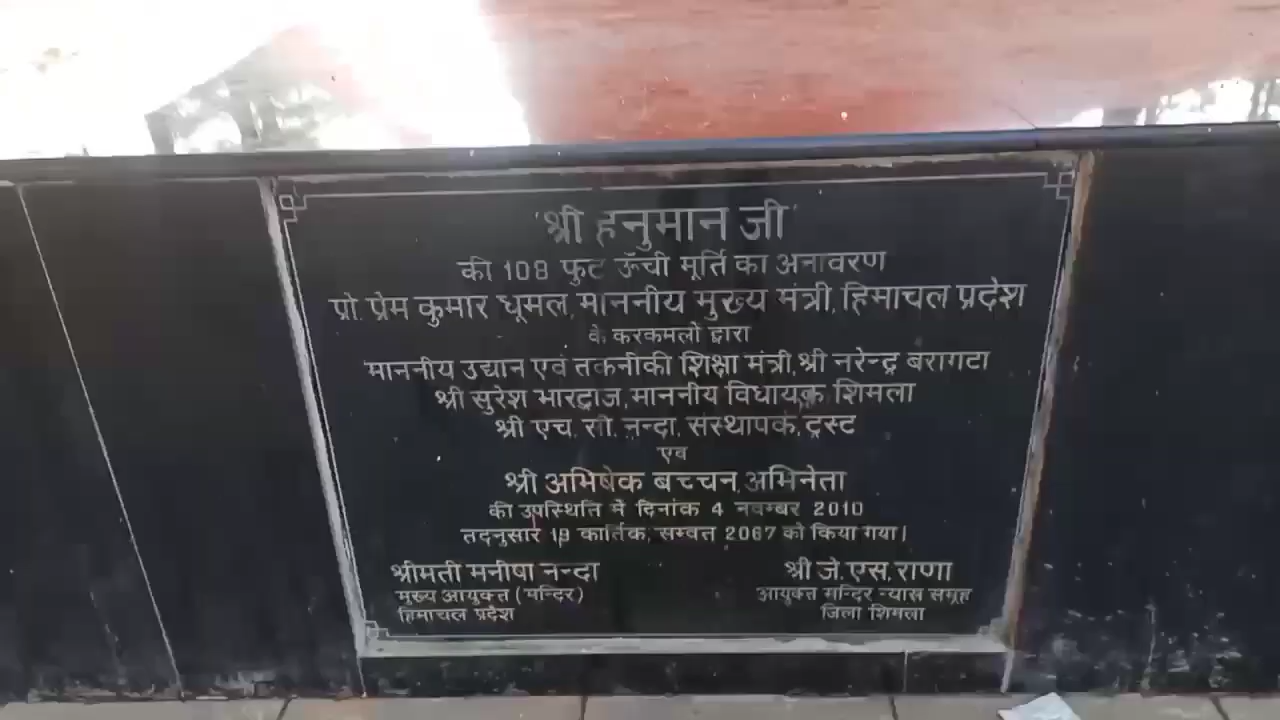 'श्री हनुमान जी'
की 108 फुट ऊँची मूर्ति का अनावरण
प्रो. प्रेम कुमार धूमल, माननीय मुख्य मंत्री, हिमाचल प्रदेश
के करकमलो द्वारा
माननीय उद्यान एवं तकनीकी शिक्षा मंत्री, श्री नरेन्द्र बरागटा
श्री सुरेश भारद्वाज, माननीय विधायक शिमला
श्री एच. सी. नन्दा, संस्थापक, ट्रस्ट
एवं
श्री अभिषेक बच्चन, अभिनेता
की उपस्थिति में दिनांक 4 नवम्बर 2010
तदनुसार कार्तिक, सम्वत 2067 को किया गया।
श्रीमती मनीषा नन्दा
मुख्य आयुक्त (मन्दिर)
हिमाचल प्रदेश
श्री जे. एस. राणा
आयुक्त मन्दिर न्यास समूह
जिला शिमला